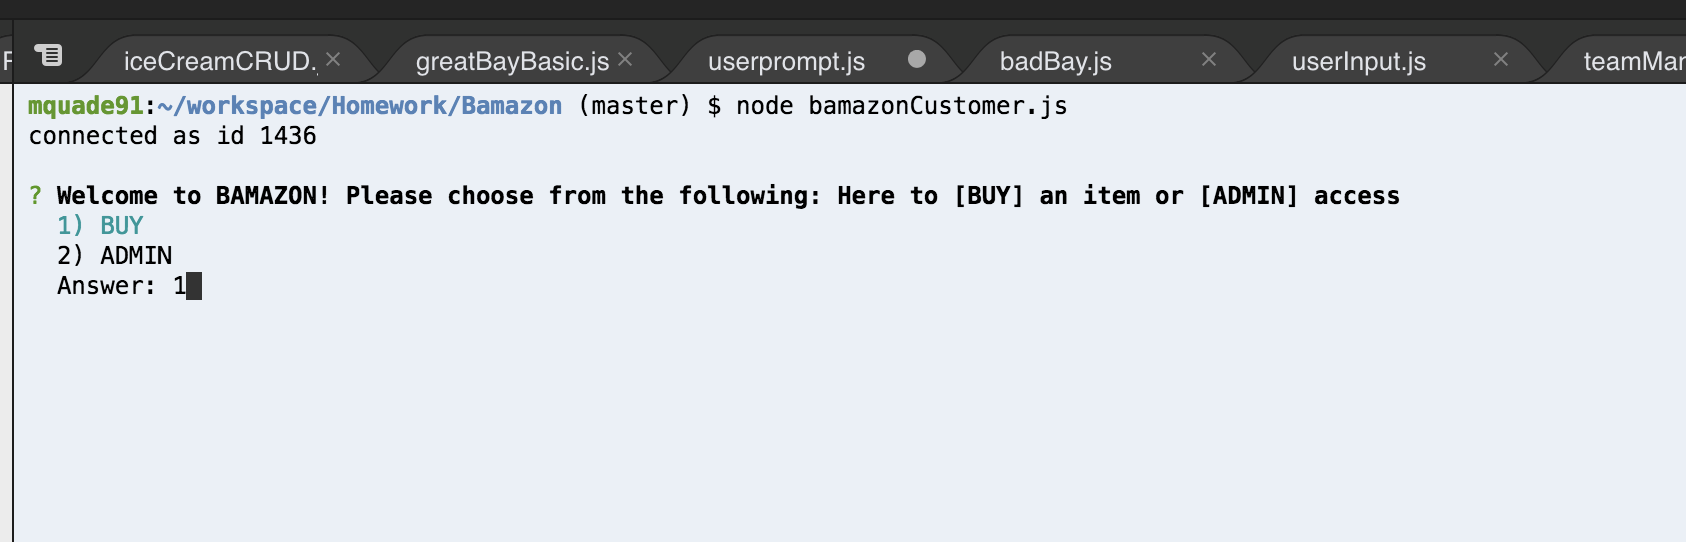 F iceCreamCRUD. greatBayBasic.js userprompt.js badBay.js userInput.js teamMar
mquade91:~/workspace/Homework/Bamazon (master) $ node bamazonCustomer.js
connected as id 1436
? Welcome to BAMAZON! Please choose from the following: Here to [BUY] an item or [ADMIN] access
1) BUY
2) ADMIN
Answer: 1